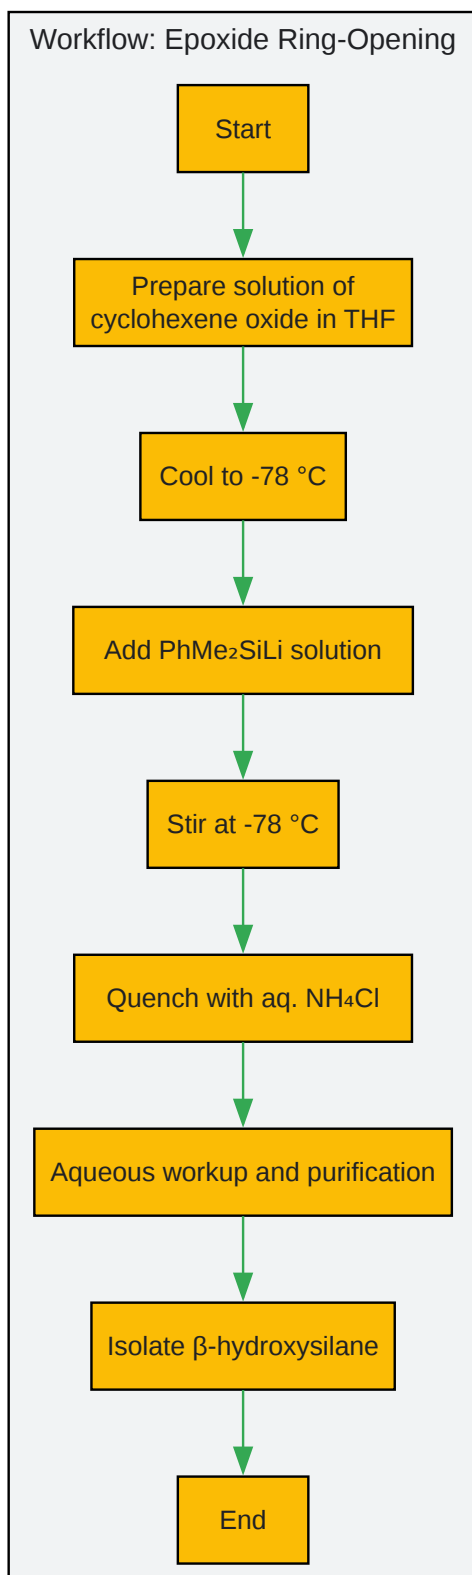 Workflow: Epoxide Ring-Opening
Start
Prepare solution of
cyclohexene oxide in THF
Cool to -78 °C
Add PhMe₂SiLi solution
Stir at -78 °C
Quench with aq. NH₄Cl
Aqueous workup and purification
Isolate β-hydroxysilane
End